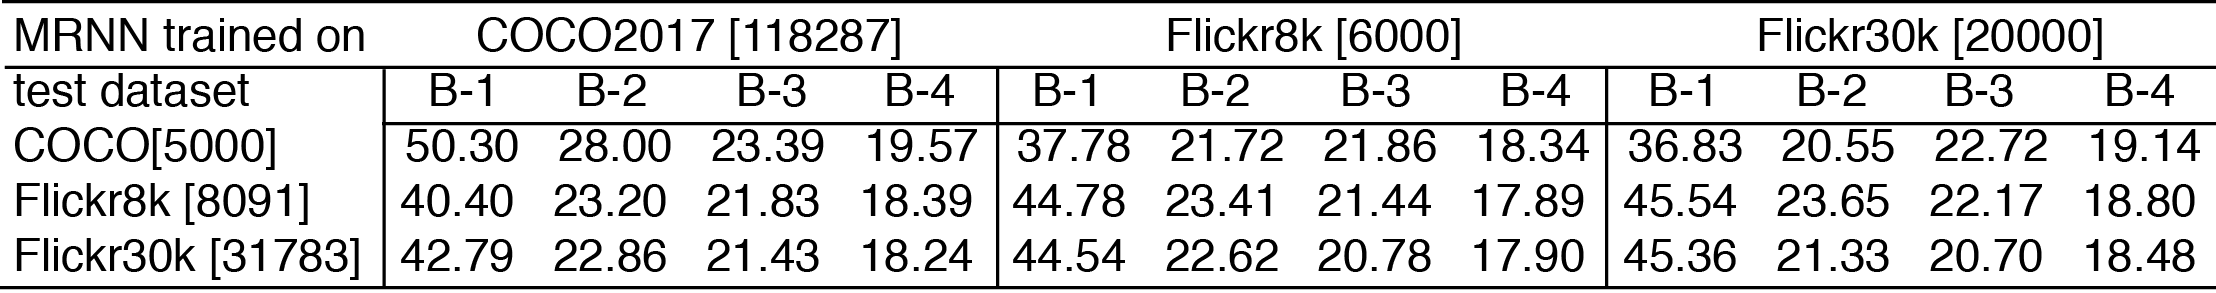 MRNN trained on COCO2017 [118287] Flickr8k [6000] Flickr30k [20000]
test dataset B-1 B-2 B-3 B-4 B-1 B-2 B-3 B-4 B-1 B-2 B-3 B-4
COCO[5000] 50.30 28.00 23.39 19.57 37.78 21.72 21.86 18.34 36.83 20.55 22.72 19.14
Flickr8k [8091] 40.40 23.20 21.83 18.39 44.78 23.41 21.44 17.89 45.54 23.65 22.17 18.80
Flickr30k [31783] 42.79 22.86 21.43 18.24 44.54 22.62 20.78 17.90 45.36 21.33 20.70 18.48